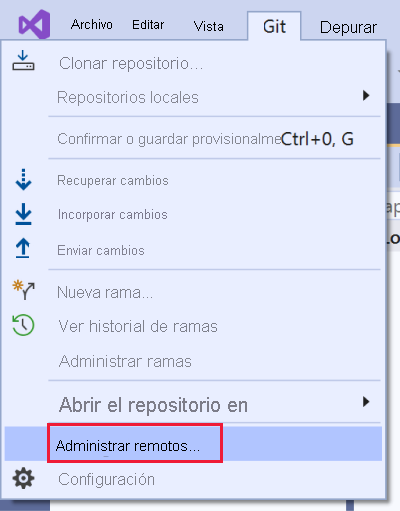 Archivo Editar Vista Git Depurar
Clonar repositorio...
Repositorios locales
Confirmar o guardar provisionalme Ctrl+0, G
Recuperar cambios
Incorporar cambios
Enviar cambios
Nueva rama...
Ver historial de ramas
Administrar ramas
Abrir el repositorio en
Administrar remotos...
Configuración